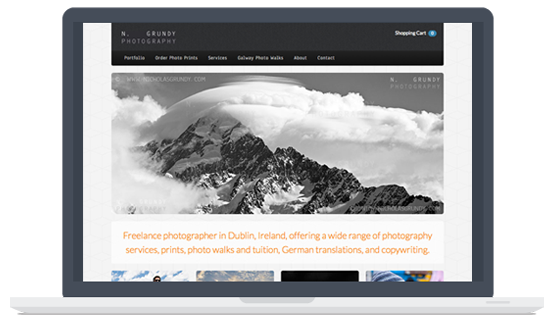 N. GRUNDY
PHOTOGRAPHY
Shopping Cart 0
Portfolio Order Photo Prints Services Galway Photo Walks About Contact
© WWW.NICHOLASGRUNDY.COM
N. GRUNDY
PHOTOGRAPHY
Freelance photographer in Dublin, Ireland, offering a wide range of photography
services, prints, photo walks and tuition, German translations, and copywriting.